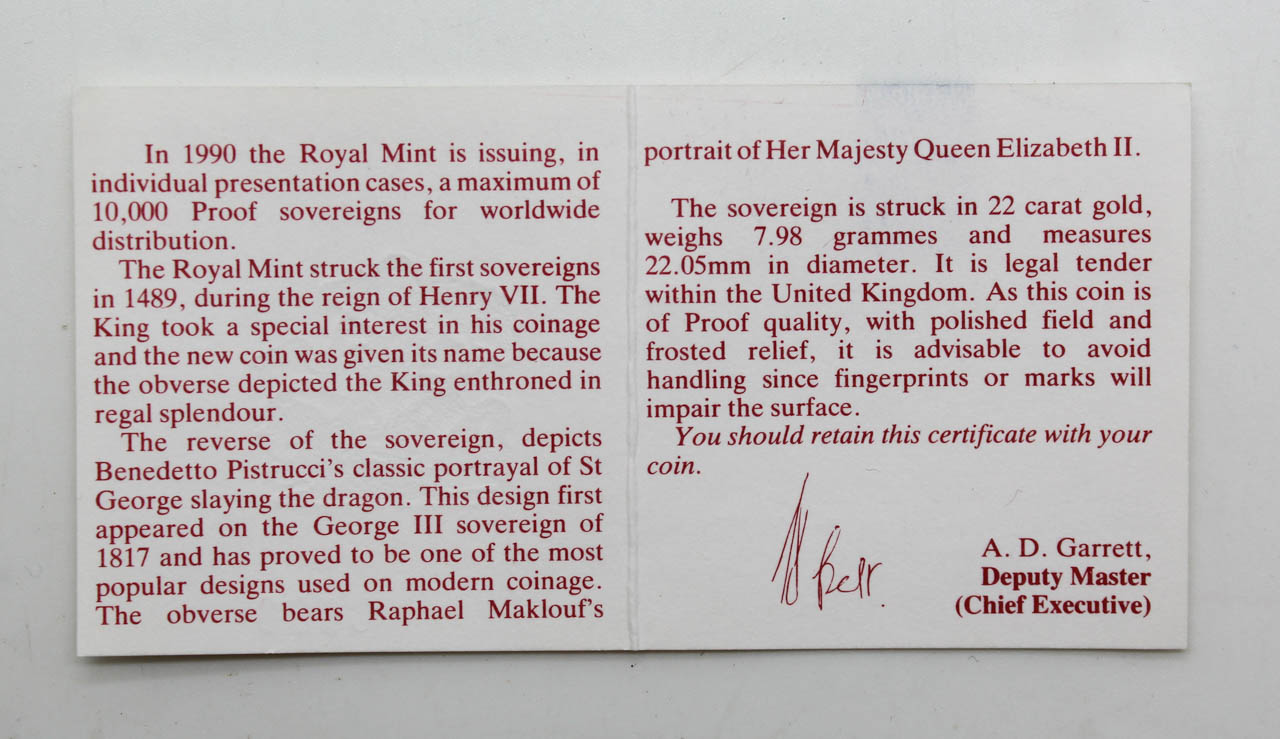 In 1990 the Royal Mint is issuing, in
individual presentation cases, a maximum of
10,000 Proof sovereigns for worldwide
distribution.
The Royal Mint struck the first sovereigns
in 1489, during the reign of Henry VII. The
King took a special interest in his coinage
and the new coin was given its name because
the obverse depicted the King enthroned in
regal splendour.
The reverse of the sovereign, depicts
Benedetto Pistrucci's classic portrayal of St
George slaying the dragon. This design first
appeared on the George III sovereign of
1817 and has proved to be one of the most
popular designs used on modern coinage.
The obverse bears Raphael Maklouf's
portrait of Her Majesty Queen Elizabeth II.
The sovereign is struck in 22 carat gold,
weighs 7.98 grammes and measures
22.05mm in diameter. It is legal tender
within the United Kingdom. As this coin is
of Proof quality, with polished field and
frosted relief, it is advisable to avoid
handling since fingerprints or marks will
impair the surface.
You should retain this certificate with your
coin.
A. D. Garrett,
Deputy Master
(Chief Executive)